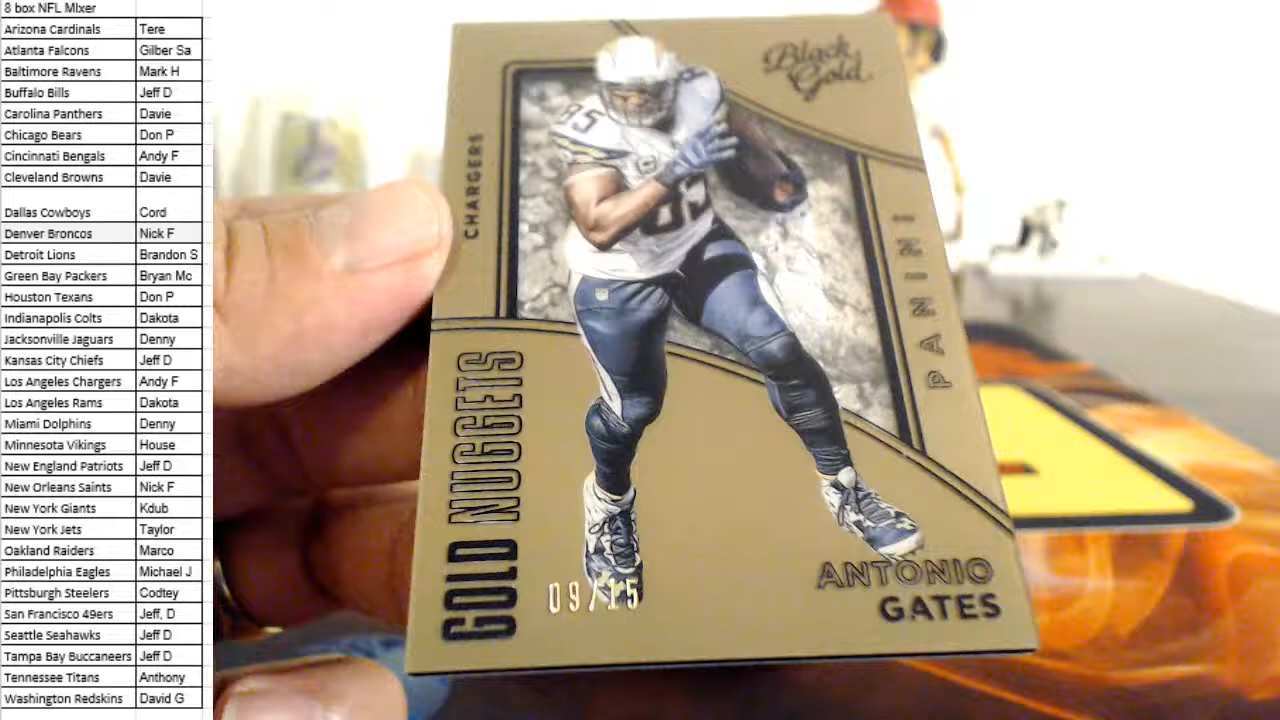 8 box NFL MIxer
Arizona Cardinals Tere
Atlanta Falcons Gilber Sa
Baltimore Ravens Mark H
Buffalo Bills Jeff D
Carolina Panthers Davie
Chicago Bears Don P
Cincinnati Bengals Andy F
Cleveland Browns Davie
Dallas Cowboys Cord
Denver Broncos Nick F
Detroit Lions Brandon S
Green Bay Packers Bryan Mc
Houston Texans Don P
Indianapolis Colts Dakota
Jacksonville Jaguars Denny
Kansas City Chiefs Jeff D
Los Angeles Chargers Andy F
Los Angeles Rams Dakota
Miami Dolphins Denny
Minnesota Vikings House
New England Patriots Jeff D
New Orleans Saints Nick F
New York Giants Kdub
New York Jets Taylor
Oakland Raiders Marco
Philadelphia Eagles Michael J
Pittsburgh Steelers Codtey
San Francisco 49ers Jeff, D
Seattle Seahawks Jeff D
Tampa Bay Buccaneers Jeff D
Tennessee Titans Anthony
Washington Redskins David G
Black
Gold
CHARGERS
85
85
PANINI
GOLD NUGGETS
09/15
ANTONIO
GATES